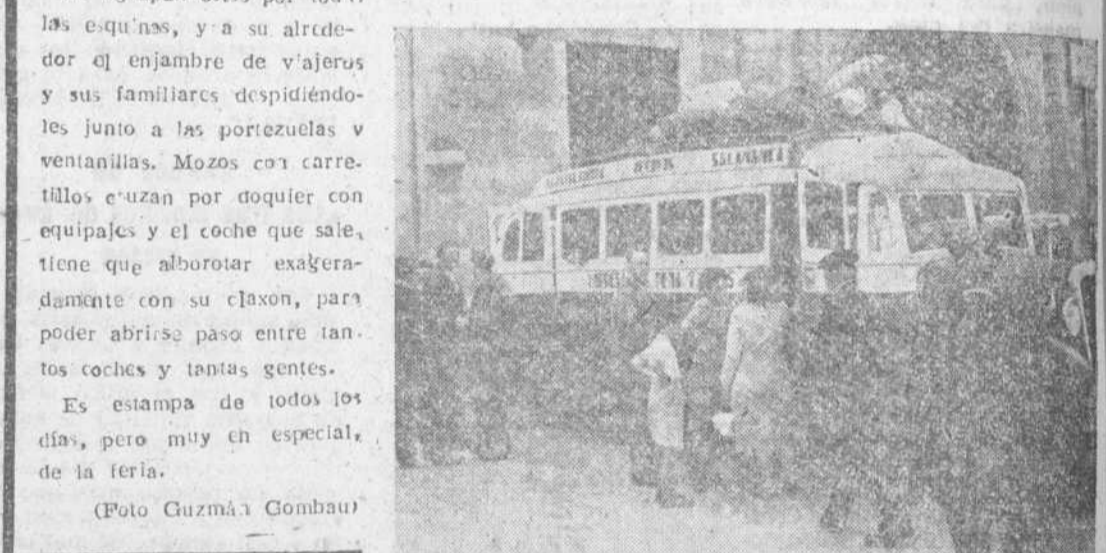 las esquinas, y a su alrede-
dor el enjambre de viajeros
y sus familiares despidiéndo-
les junto a las portezuelas y
ventanillas. Mozos con carre-
tillos cruzan por doquier con
equipajes y el coche que sale,
tiene que alborotar exagera-
damente con su claxon, para
poder abrirse paso entre tan-
tos coches y tantas gentes.
Es estampa de todos los
días, pero muy en especial,
de la feria.
(Foto Guzmán Gombau)
SALAMANCA